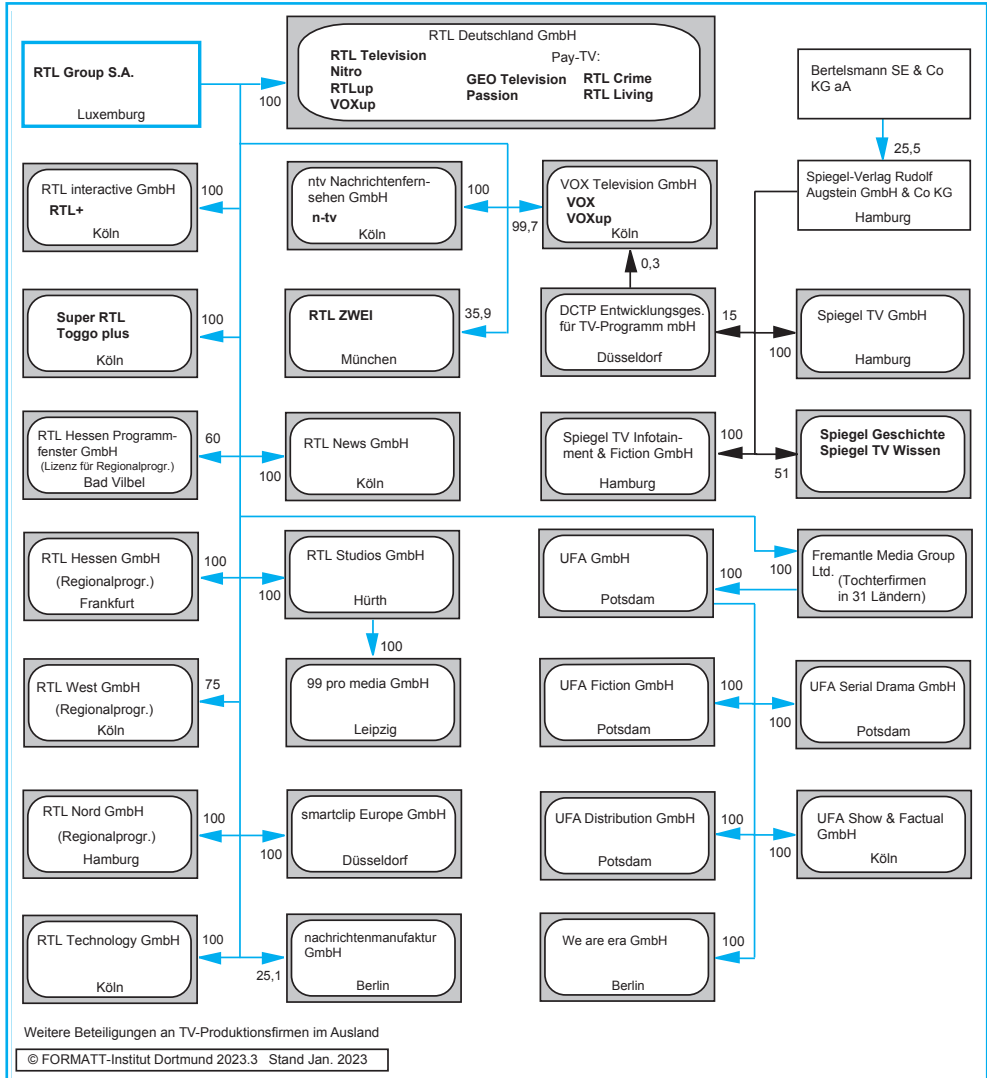 RTL Group S.A.
Luxemburg
100
RTL Deutschland GmbH
RTL Television
Nitro
RTLup
VOXup
Pay-TV:
GEO Television
Passion
RTL Crime
RTL Living
Bertelsmann SE & Co
KG aA
25,5
Spiegel-Verlag Rudolf
Augstein GmbH & Co KG
Hamburg
RTL interactive GmbH
RTL+
Köln
100
ntv Nachrichtenfern-
sehen GmbH
n-tv
Köln
100
99,7
VOX Television GmbH
VOX
VOXup
Köln
0,3
Super RTL
Toggo plus
Köln
100
RTL ZWEI
München
35,9
DCTP Entwicklungsges.
für TV-Programm mbH
Düsseldorf
15
100
Spiegel TV GmbH
Hamburg
RTL Hessen Programm-
fenster GmbH
(Lizenz für Regionalprogr.)
Bad Vilbel
60
100
RTL News GmbH
Köln
Spiegel TV Infotain-
ment & Fiction GmbH
Hamburg
100
51
Spiegel Geschichte
Spiegel TV Wissen
RTL Hessen GmbH
(Regionalprogr.)
Frankfurt
100
100
RTL Studios GmbH
Hürth
100
UFA GmbH
Potsdam
100
100
Fremantle Media Group
Ltd.
(Tochterfirmen
in 31 Ländern)
RTL West GmbH
(Regionalprogr.)
Köln
75
99 pro media GmbH
Leipzig
UFA Fiction GmbH
Potsdam
100
100
UFA Serial Drama GmbH
Potsdam
RTL Nord GmbH
(Regionalprogr.)
Hamburg
100
100
smartclip Europe GmbH
Düsseldorf
UFA Distribution GmbH
Potsdam
100
100
UFA Show & Factual
GmbH
Köln
RTL Technology GmbH
Köln
100
25,1
nachrichtenmanufaktur
GmbH
Berlin
We are era GmbH
Berlin
100
Weitere Beteiligungen an TV-Produktionsfirmen im Ausland
© FORMATT-Institut Dortmund 2023.3 Stand Jan. 2023